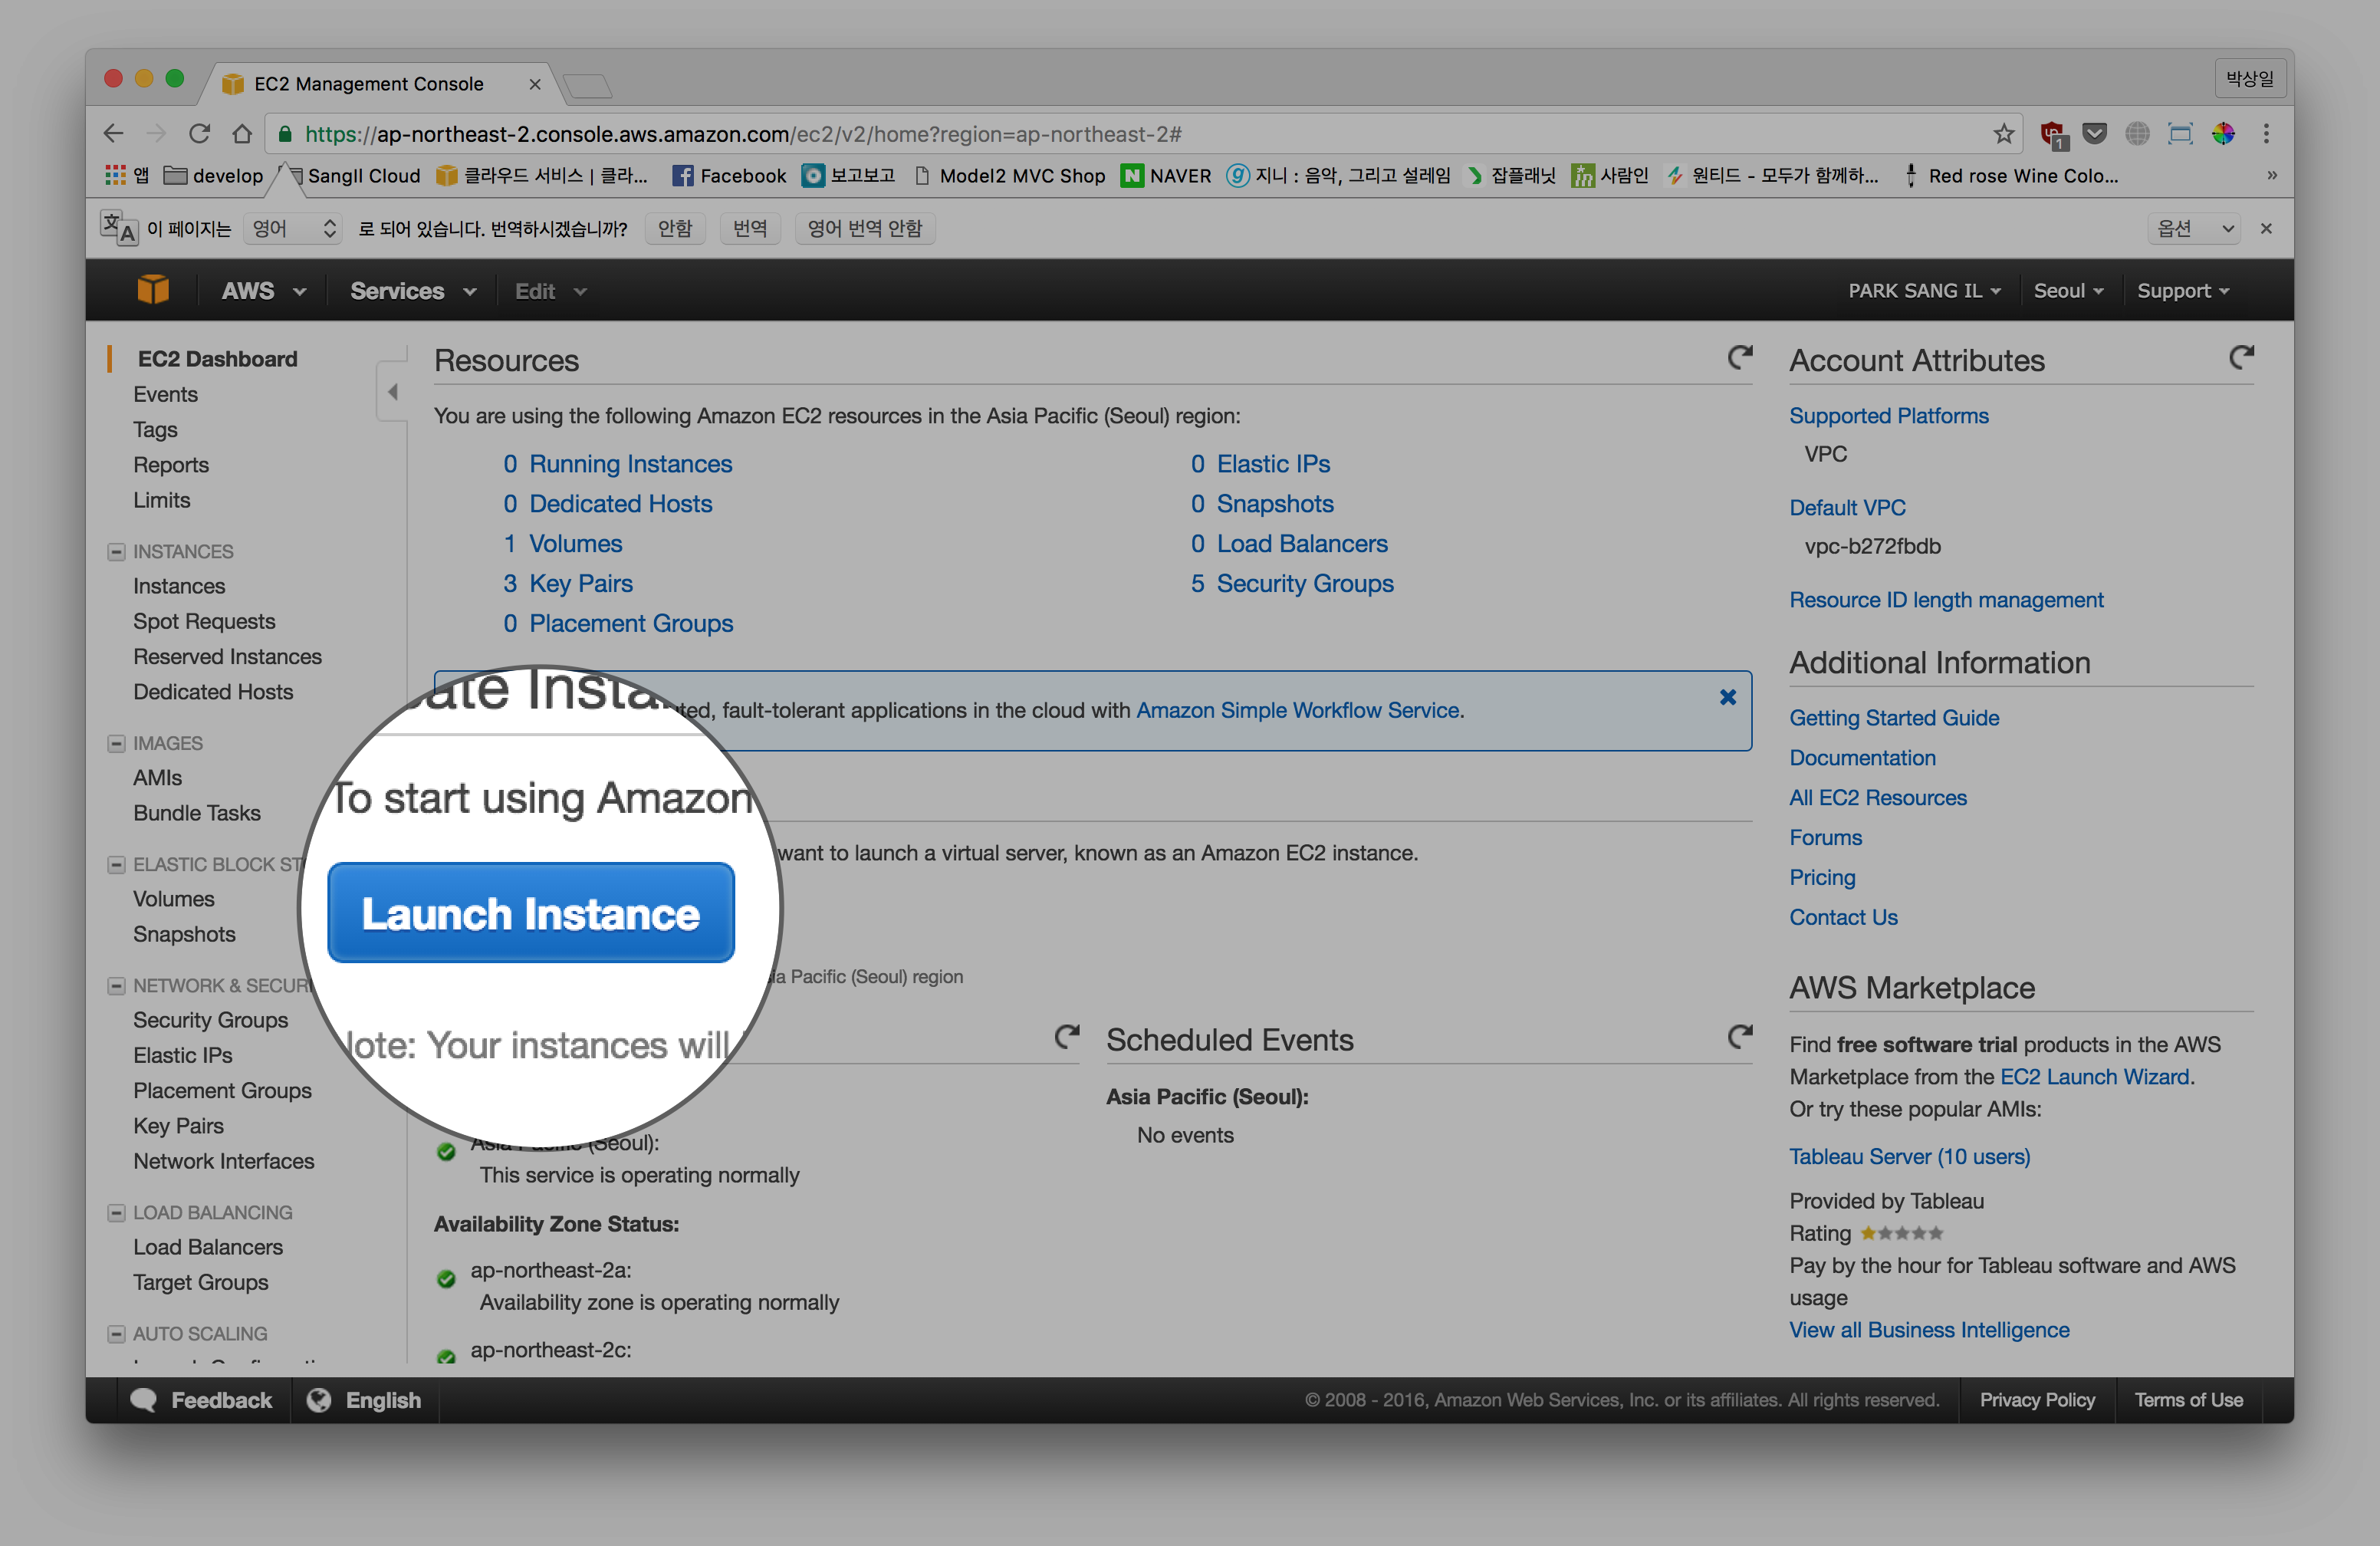 EC2 Management Console
박상일
https://ap-northeast-2.console.aws.amazon.com/ec2/v2/home?region=ap-northeast-2#
1
앱 develop SangIl Cloud 클라우드 서비스 | 클라... Facebook 보고보고 Model2 MVC Shop NAVER 지니 : 음악, 그리고 설레임 잡플래닛 사람인 원티드 - 모두가 함께하... Red rose Wine Colo... »
이 페이지는 영어 로 되어 있습니다. 번역하시겠습니까? 안함 번역 영어 번역 안함 옵션
AWS Services Edit PARK SANG IL Seoul Support
EC2 Dashboard
Events
Tags
Reports
Limits
INSTANCES
Instances
Spot Requests
Reserved Instances
Dedicated Hosts
IMAGES
AMIs
Bundle Tasks
ELASTIC BLOCK ST
Volumes
Snapshots
NETWORK & SECURI
Security Groups
Elastic IPs
Placement Groups
Key Pairs
Network Interfaces
LOAD BALANCING
Load Balancers
Target Groups
AUTO SCALING
Resources
You are using the following Amazon EC2 resources in the Asia Pacific (Seoul) region:
0 Running Instances
0 Dedicated Hosts
1 Volumes
3 Key Pairs
0 Placement Groups
0 Elastic IPs
0 Snapshots
0 Load Balancers
5 Security Groups
ted, fault-tolerant applications in the cloud with Amazon Simple Workflow Service.
ate Insta
To start using Amazon
want to launch a virtual server, known as an Amazon EC2 instance.
Launch Instance
ia Pacific (Seoul) region
lote: Your instances will
Asia Pacific (Seoul):
This service is operating normally
Availability Zone Status:
ap-northeast-2a:
Availability zone is operating normally
ap-northeast-2c:
Scheduled Events
Asia Pacific (Seoul):
No events
Account Attributes
Supported Platforms
VPC
Default VPC
vpc-b272fbdb
Resource ID length management
Additional Information
Getting Started Guide
Documentation
All EC2 Resources
Forums
Pricing
Contact Us
AWS Marketplace
Find free software trial products in the AWS
Marketplace from the EC2 Launch Wizard.
Or try these popular AMIs:
Tableau Server (10 users)
Provided by Tableau
Rating
Pay by the hour for Tableau software and AWS
usage
View all Business Intelligence
Feedback English © 2008 - 2016, Amazon Web Services, Inc. or its affiliates. All rights reserved. Privacy Policy Terms of Use